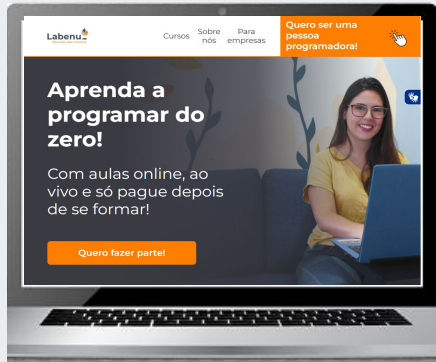 Labenu_
Cursos
Sobre
nós
Para
empresas
Quero ser uma
pessoa
programadora!
Aprenda a
programar do
zero!
Com aulas online, ao
vivo e só pague depois
de se formar!
Quero fazer parte!